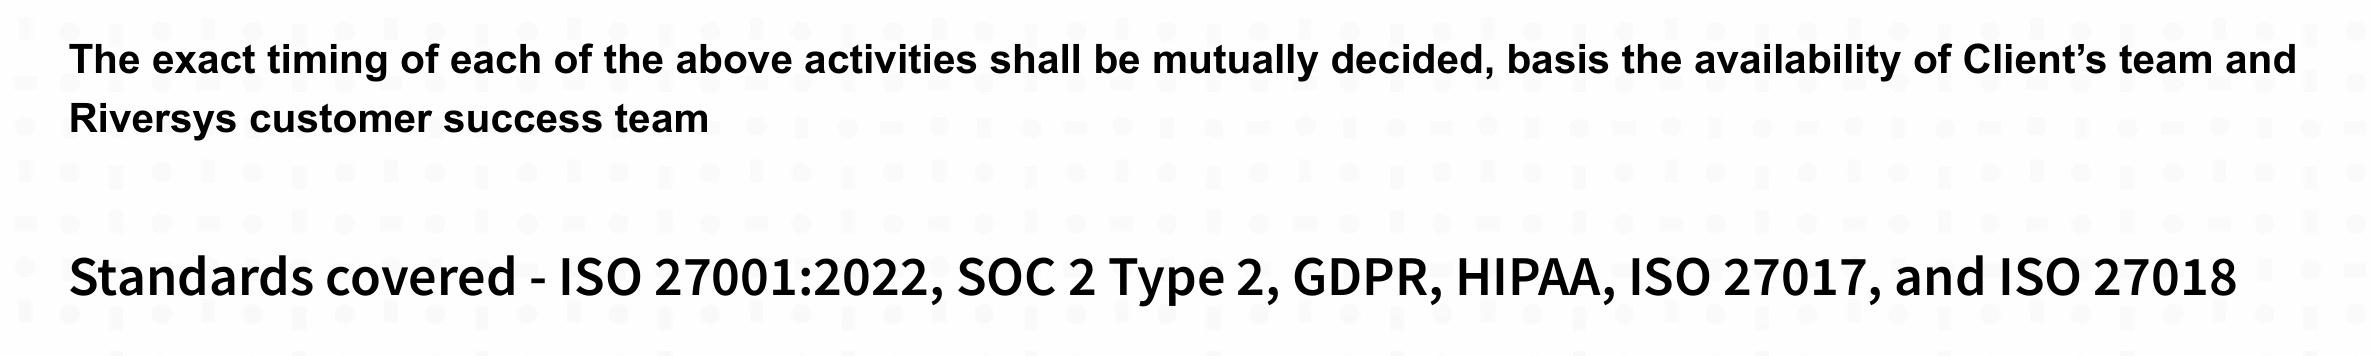 The exact timing of each of the above activities shall be mutually decided, basis the availability of Client’s team and
Riversys customer success team
Standards covered - ISO 27001:2022, SOC 2 Type 2, GDPR, HIPAA, ISO 27017, and ISO 27018